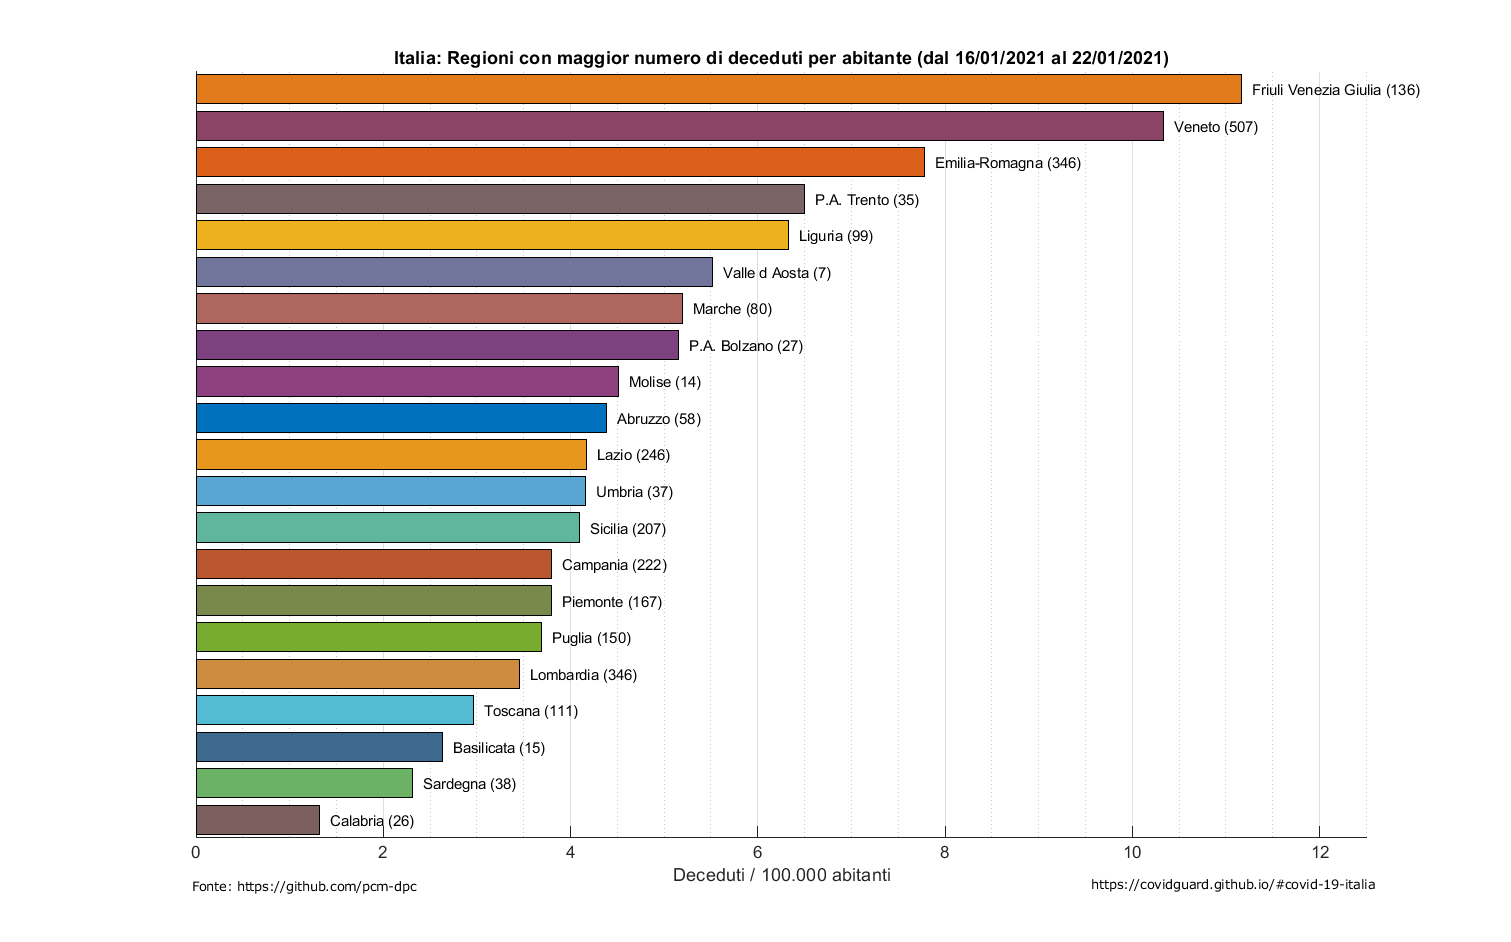 Italia: Regioni con maggior numero di deceduti per abitante (dal 16/01/2021 al 22/01/2021)
Friuli Venezia Giulia (136)
Veneto (507)
Emilia-Romagna (346)
P.A. Trento (35)
Liguria (99)
Valle d Aosta (7)
Marche (80)
P.A. Bolzano (27)
Molise (14)
Abruzzo (58)
Lazio (246)
Umbria (37)
Sicilia (207)
Campania (222)
Piemonte (167)
Puglia (150)
Lombardia (346)
Toscana (111)
Basilicata (15)
Sardegna (38)
Calabria (26)
0 2 4 6 8 10 12
Deceduti / 100.000 abitanti
Fonte: https://github.com/pcm-dpc
https://covidguard.github.io/#covid-19-italia